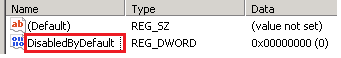 Name Type Data
(Default) REG_SZ (value not set)
DisabledByDefault REG_DWORD 0x00000000 (0)